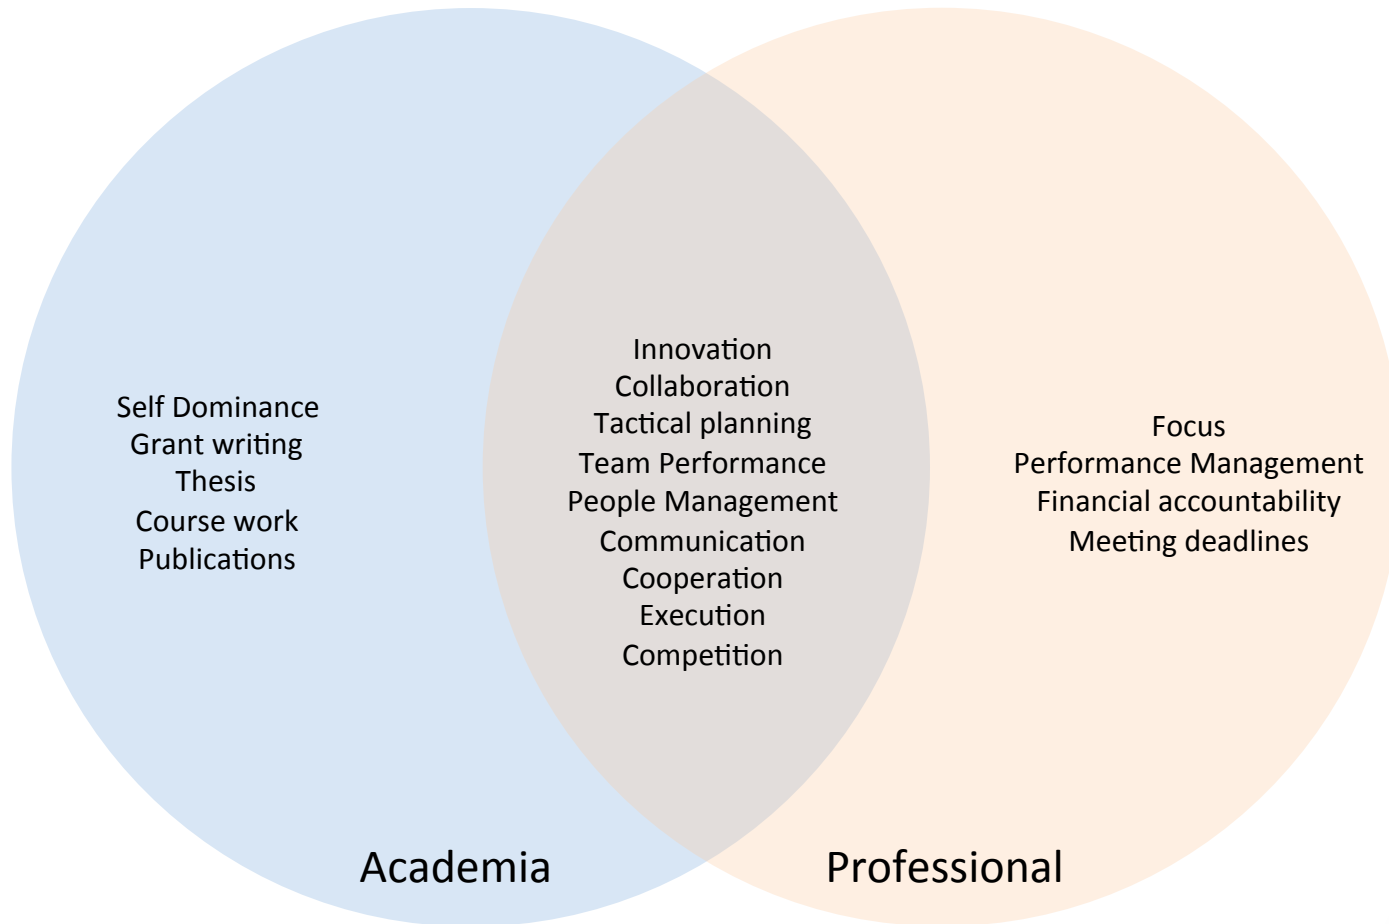 Self Dominance
Grant writing
Thesis
Course work
Publications
Innovation
Collaboration
Tactical planning
Team Performance
People Management
Communication
Cooperation
Execution
Competition
Focus
Performance Management
Financial accountability
Meeting deadlines
Academia
Professional